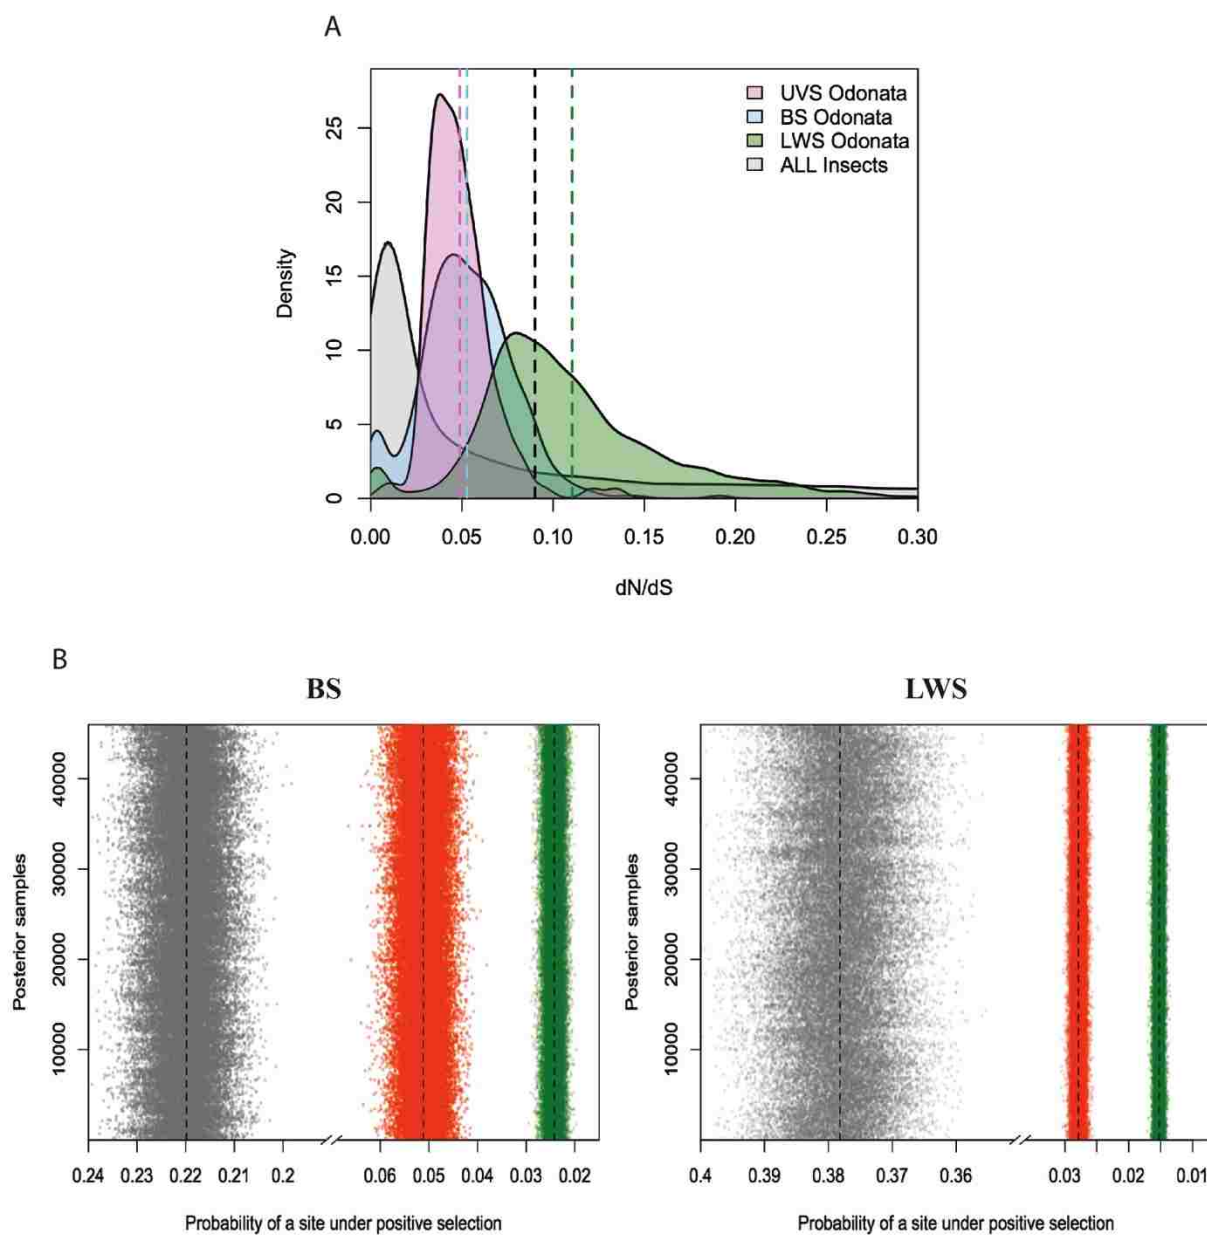 A
UVS Odonata
BS Odonata
LWS Odonata
ALL Insects
25
20
15
10
5
0
Density
0.00 0.05 0.10 0.15 0.20 0.25 0.30
dN/dS
B
BS
LWS
40000
30000
20000
10000
Posterior samples
0.24 0.23 0.22 0.21 0.2 0.06 0.05 0.04 0.03 0.02
Probability of a site under positive selection
40000
30000
20000
10000
Posterior samples
0.4 0.39 0.38 0.37 0.36 0.03 0.02 0.01
Probability of a site under positive selection